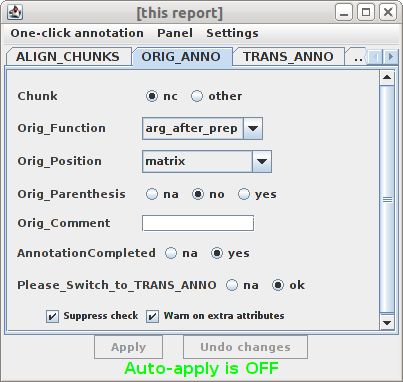 [this report]
One-click annotation Panel Settings
ALIGN_CHUNKS ORIG_ANNO TRANS_ANNO ...
Chunk nc other
Orig_Function arg_after_prep
Orig_Position matrix
Orig_Parenthesis na no yes
Orig_Comment
AnnotationCompleted na yes
Please_Switch_to_TRANS_ANNO na ok
Suppress check Warn on extra attributes
Apply Undo changes
Auto-apply is OFF